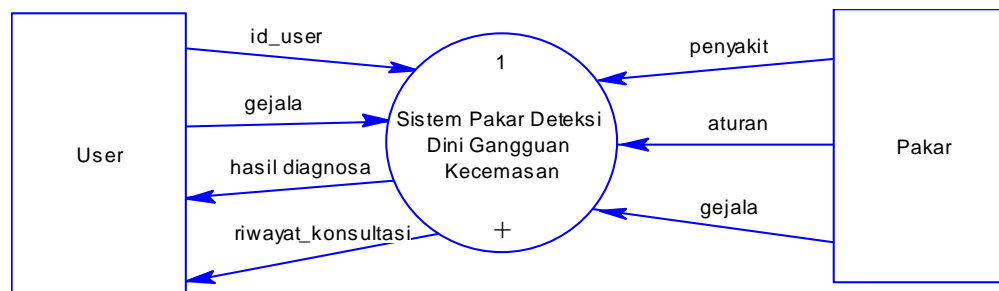 User
id_user
gejala
hasil diagnosa
riwayat_konsultasi
1
Sistem Pakar Deteksi
Dini Gangguan
Kecemasan
+
penyakit
aturan
gejala
Pakar